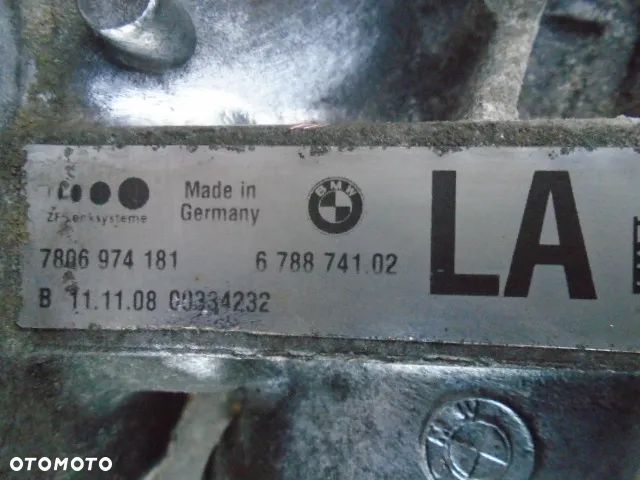 ZF Lenksysteme
Made in
Germany
BMW
LA
7806 974 181
6 788 741.02
B 11.11.08 00334232
BMW
OTOMOTO